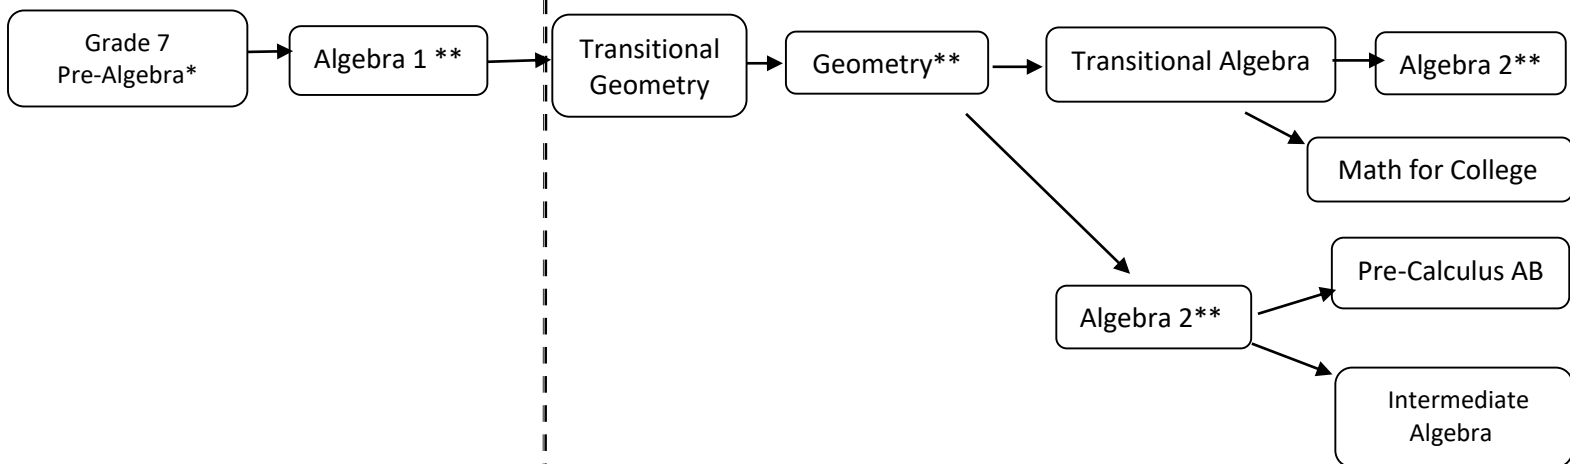 Grade 7
Pre-Algebra*
Algebra 1 **
Transitional
Geometry
Geometry**
Transitional Algebra
Algebra 2**
Math for College
Pre-Calculus AB
Algebra 2**
Intermediate
Algebra